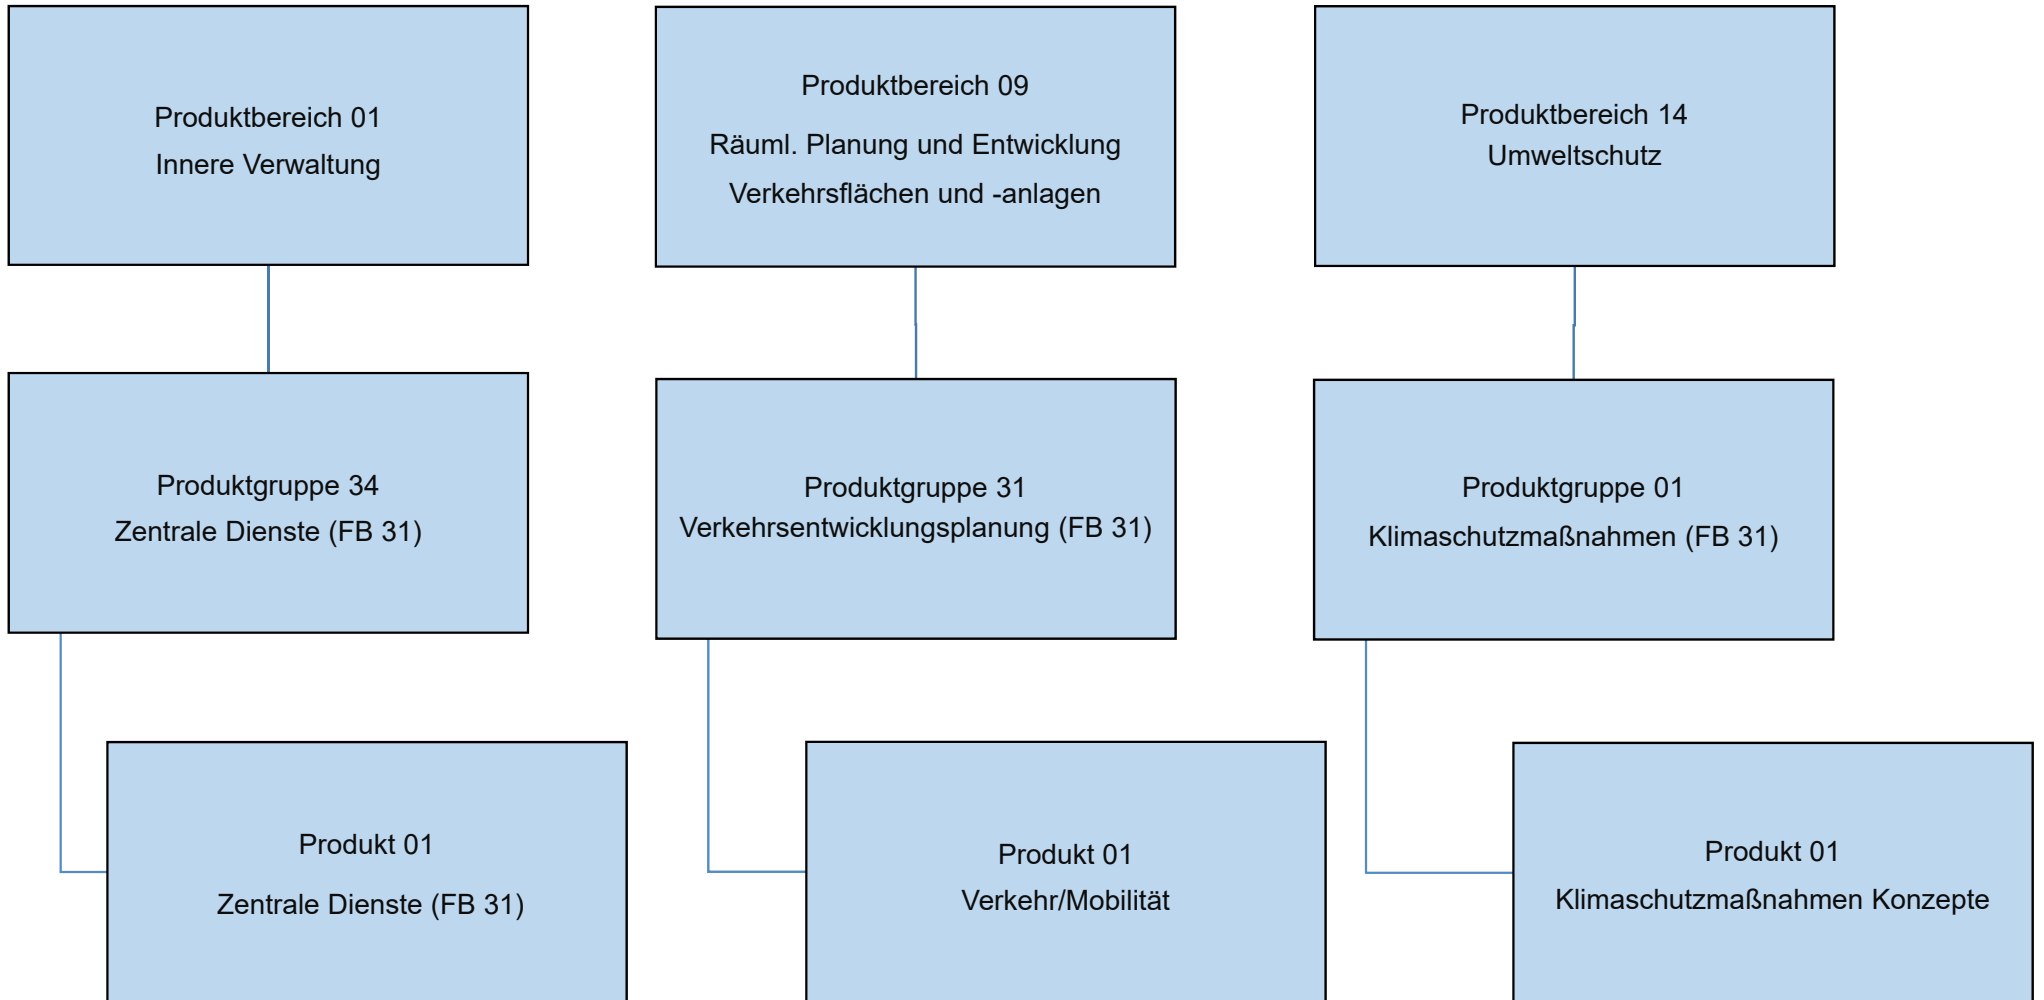 Produktbereich 01
Innere Verwaltung
Produktbereich 09
Räuml. Planung und Entwicklung
Verkehrsflächen und -anlagen
Produktbereich 14
Umweltschutz
Produktgruppe 34
Zentrale Dienste (FB 31)
Produktgruppe 31
Verkehrsentwicklungsplanung (FB 31)
Produktgruppe 01
Klimaschutzmaßnahmen (FB 31)
Produkt 01
Zentrale Dienste (FB 31)
Produkt 01
Verkehr/Mobilität
Produkt 01
Klimaschutzmaßnahmen Konzepte